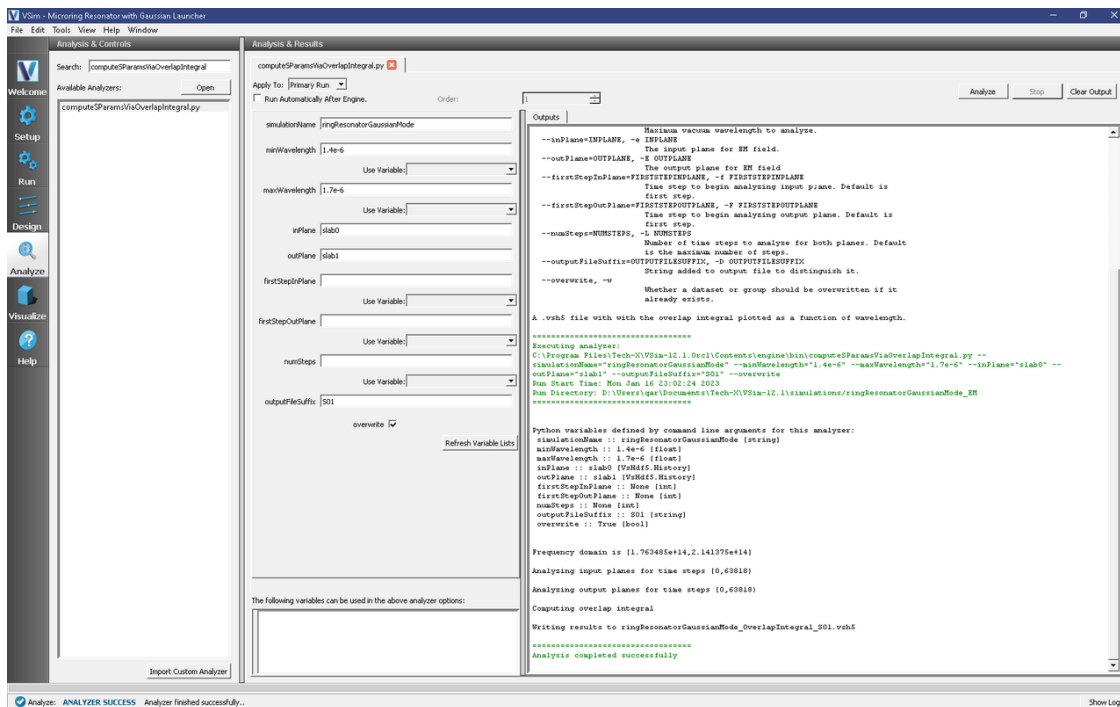 VSim - Microring Resonator with Gaussian Launcher
File Edit Tools View Help Window
Analysis & Controls
Search: computeSParamsViaOverlapIntegral
Available Analyzers: Open
computeSParamsViaOverlapIntegral.py
Import Custom Analyzer
Welcome
Setup
Run
Design
Analyze
Visualize
Help
Analysis & Results
computeSParamsViaOverlapIntegral.py
Apply To: Primary Run
Run Automatically After Engine. Order: 1
Analyze Stop Clear Output
simulationName ringResonatorGaussianMode
minWavelength 1.4e-6
Use Variable:
maxWavelength 1.7e-6
Use Variable:
inPlane slab0
outPlane slab1
firstStepInPlane
Use Variable:
firstStepOutPlane
Use Variable:
numSteps
Use Variable:
outputFileSuffix S01
overwrite
Refresh Variable Lists
The following variables can be used in the above analyzer options:
Outputs
Maximum vacuum wavelength to analyze.
--inPlane=INPLANE, -e INPLANE
The input plane for EM field.
--outPlane=OUTPLANE, -E OUTPLANE
The output plane for EM field
--firstStepInPlane=FIRSTSTEPINPLANE, -f FIRSTSTEPINPLANE
Time step to begin analyzing input p;ane. Default is
first step.
--firstStepOutPlane=FIRSTSTEPOUTPLANE, -F FIRSTSTEPOUTPLANE
Time step to begin analyzing output plane. Default is
first step.
--numSteps=NUMSTEPS, -L NUMSTEPS
Number of time steps to analyze for both planes. Default
is the maximum number of steps.
--outputFileSuffix=OUTPUTFILESUFFIX, -D OUTPUTFILESUFFIX
String added to output file to distinguish it.
--overwrite, -w
Whether a dataset or group should be overwritten if it
already exists.
A .vsh5 file with with the overlap integral plotted as a function of wavelength.
================================
Executing analyzer:
C:\Program Files\Tech-X\VSim-12.1.0rc1\Contents\engine\bin\computeSParamsViaOverlapIntegral.py --
simulationName="ringResonatorGaussianMode" --minWavelength="1.4e-6" --maxWavelength="1.7e-6" --inPlane="slab0" --
outPlane="slab1" --outputFileSuffix="S01" --overwrite
Run Start Time: Mon Jan 16 23:02:24 2023
Run Directory: D:\Users\qar\Documents\Tech-X\VSim-12.1\simulations/ringResonatorGaussianMode_EM
================================
Python variables defined by command line arguments for this analyzer:
simulationName :: ringResonatorGaussianMode [string]
minWavelength :: 1.4e-6 [float]
maxWavelength :: 1.7e-6 [float]
inPlane :: slab0 [VsHdf5.History]
outPlane :: slab1 [VsHdf5.History]
firstStepInPlane :: None [int]
firstStepOutPlane :: None [int]
numSteps :: None [int]
outputFileSuffix :: S01 [string]
overwrite :: True [bool]
Frequency domain is [1.763485e+14,2.141375e+14]
Analyzing input planes for time steps [0,63818)
Analyzing output planes for time steps [0,63818)
Computing overlap integral
Writing results to ringResonatorGaussianMode_OverlapIntegral_S01.vsh5
================================
Analysis completed successfully
Analyze: ANALYZER SUCCESS Analyzer finished successfully..
Show Log